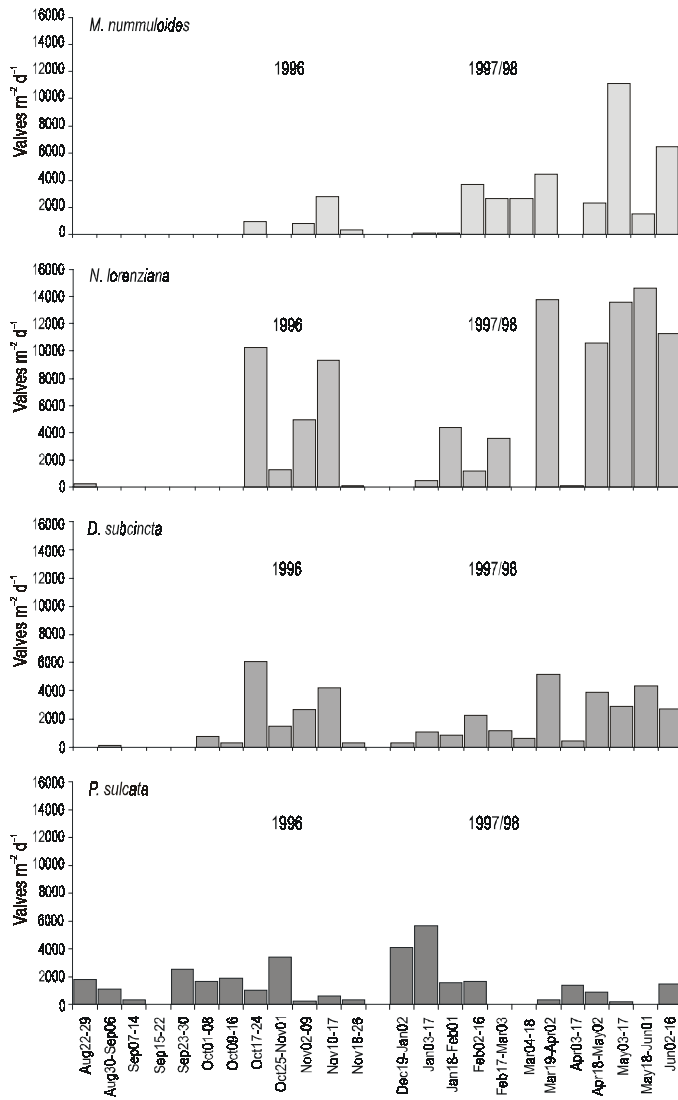 M. nummuloides
1996 1997/98
Valves m⁻² d⁻¹
16000
14000
12000
10000
8000
6000
4000
2000
0
N. lorenziana
1996 1997/98
Valves m⁻² d⁻¹
16000
14000
12000
10000
8000
6000
4000
2000
0
D. subcincta
1996 1997/98
Valves m⁻² d⁻¹
16000
14000
12000
10000
8000
6000
4000
2000
0
P. sulcata
1996 1997/98
Valves m⁻² d⁻¹
16000
14000
12000
10000
8000
6000
4000
2000
0
Aug22-29
Aug30-Sep06
Sep07-14
Sep15-22
Sep23-30
Oct01-08
Oct09-16
Oct17-24
Oct25-Nov01
Nov02-09
Nov10-17
Nov18-26
Dec19-Jan02
Jan03-17
Jan18-Feb01
Feb02-16
Feb17-Mar03
Mar04-18
Mar19-Apr02
Apr03-17
Apr18-May02
May03-17
May18-Jun01
Jun02-16